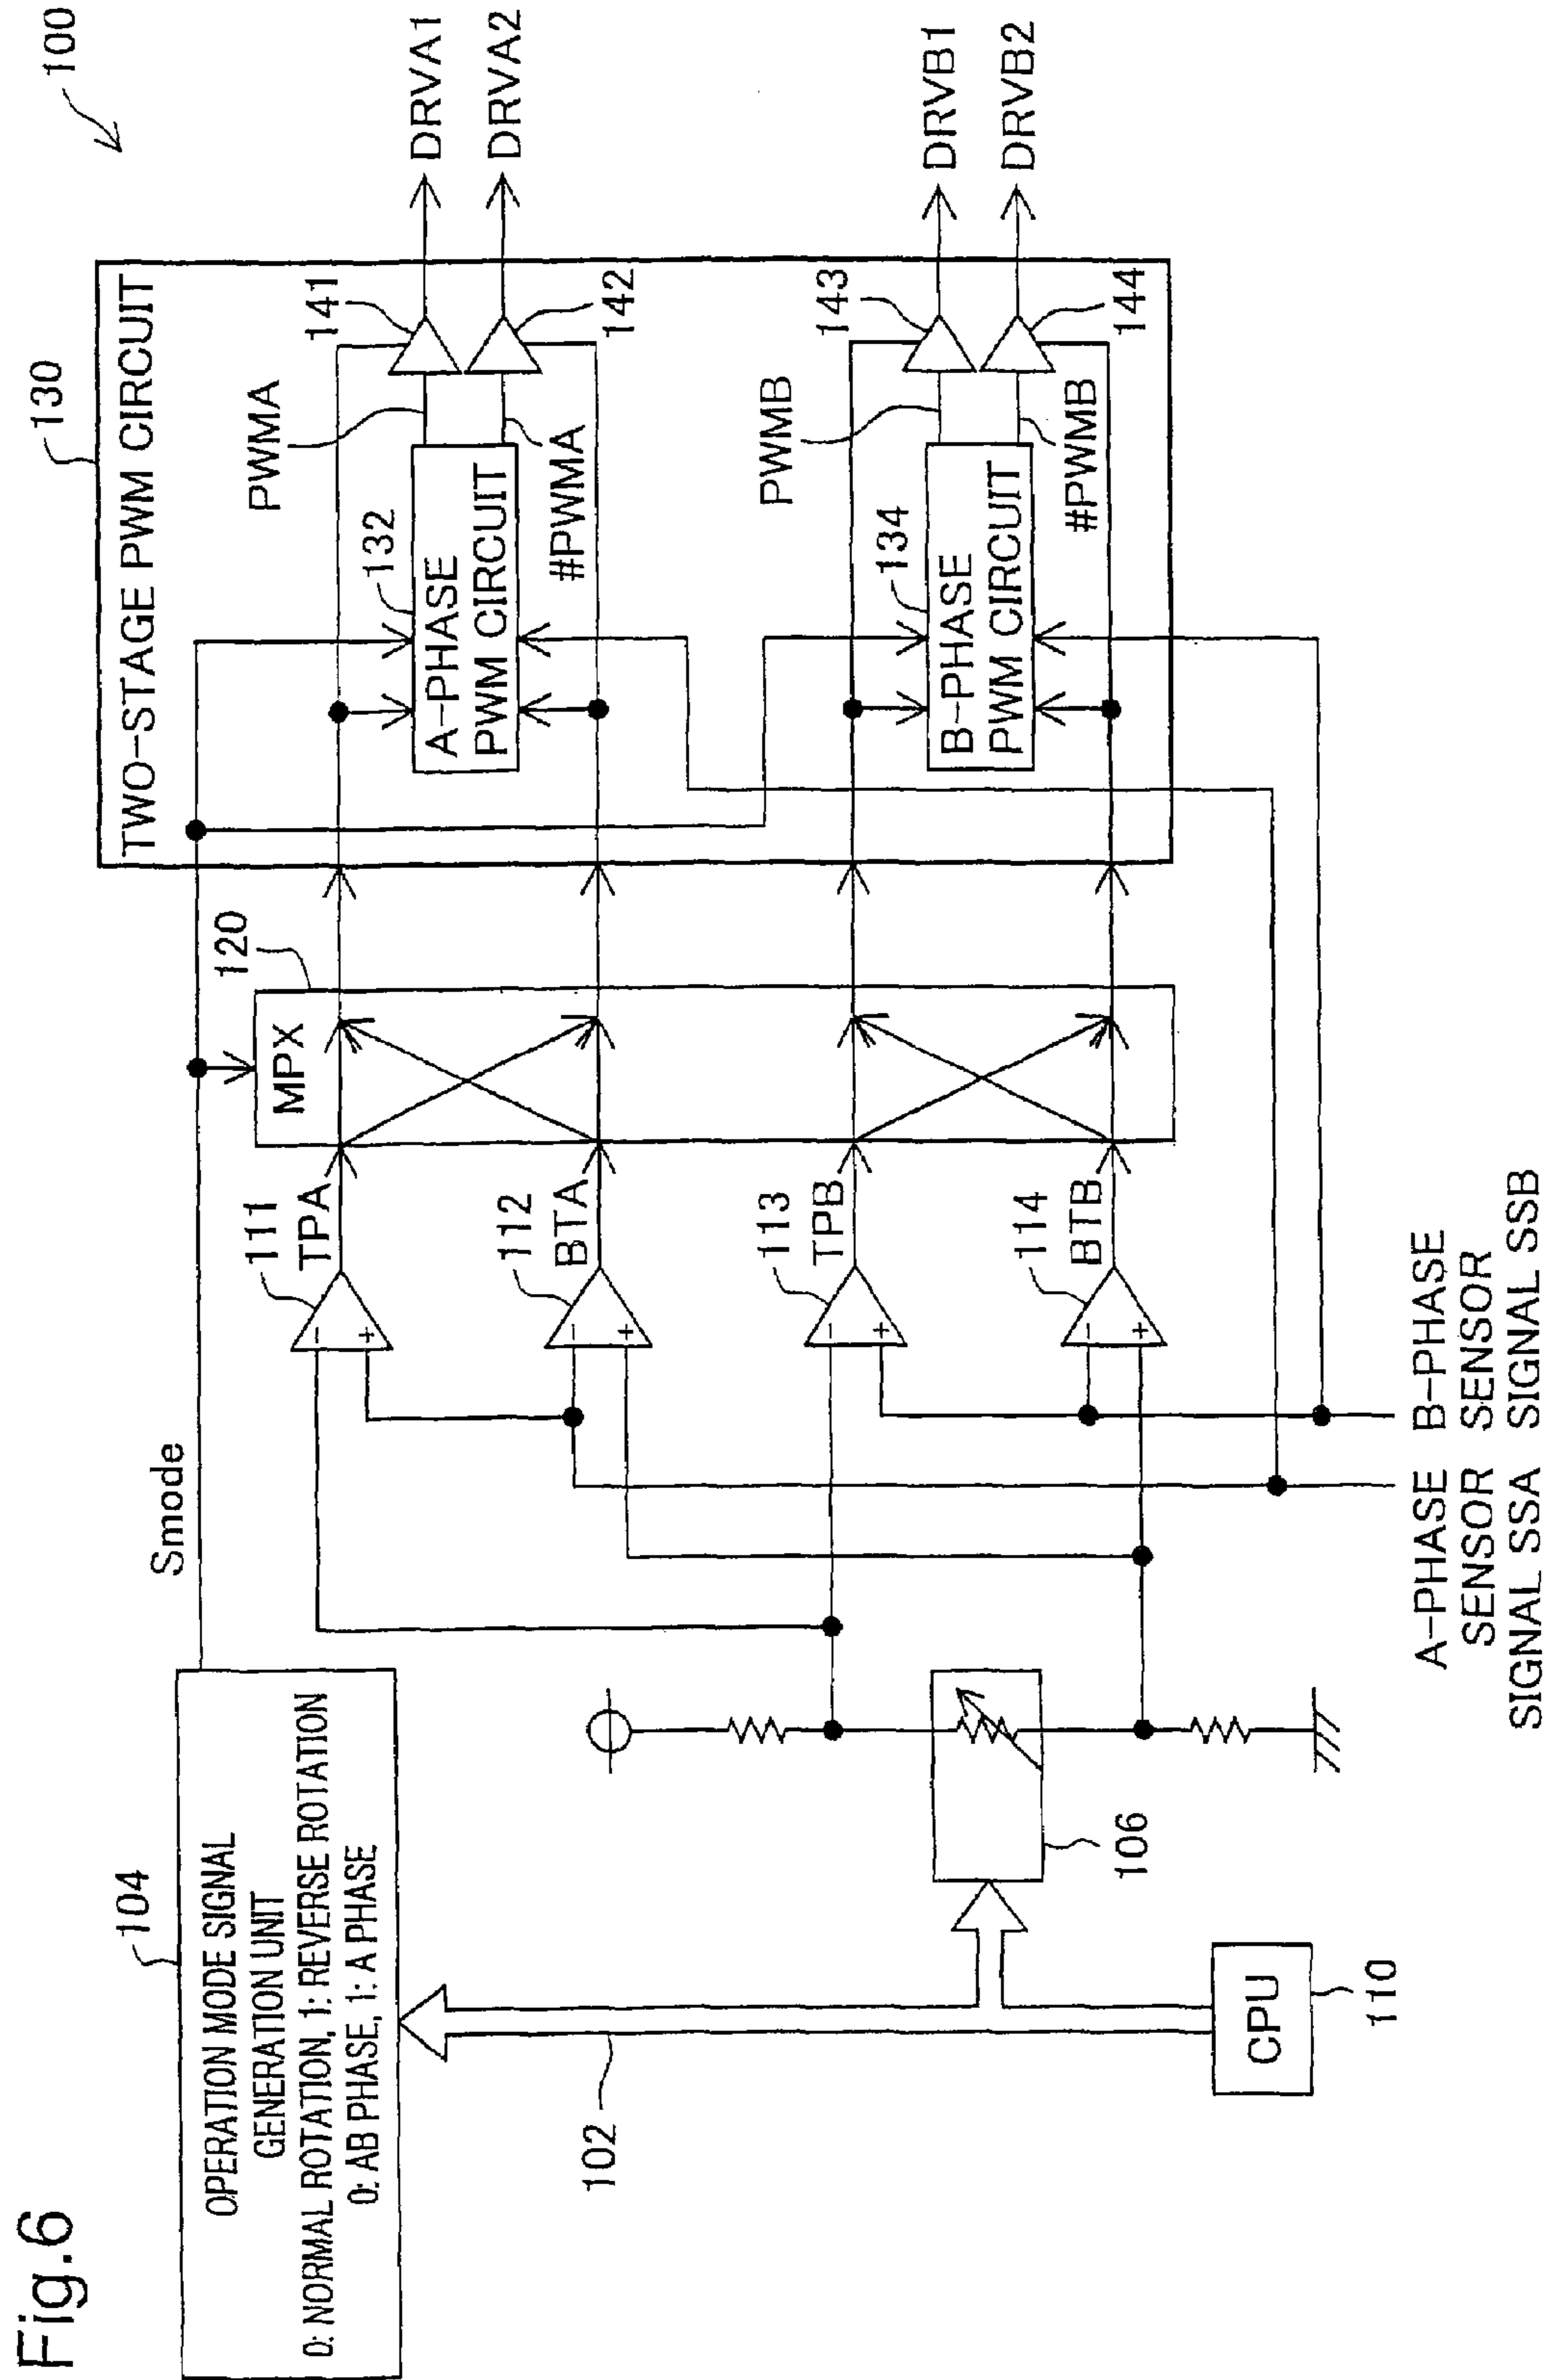 Fig.6
100
104
OPERATION MODE SIGNAL
GENERATION UNIT
0: NORMAL ROTATION, 1: REVERSE ROTATION
0: AB PHASE, 1: A PHASE
Smode
102
CPU
110
106
111
TPA
-
+
112
BTA
-
+
113
TPB
-
+
114
BTB
-
+
A-PHASE
SENSOR
SIGNAL SSA
B-PHASE
SENSOR
SIGNAL SSB
120
MPX
130
TWO-STAGE PWM CIRCUIT
132
A-PHASE
PWM CIRCUIT
PWMA
#PWMA
141
142
DRVA1
DRVA2
134
B-PHASE
PWM CIRCUIT
PWMB
#PWMB
143
144
DRVB1
DRVB2